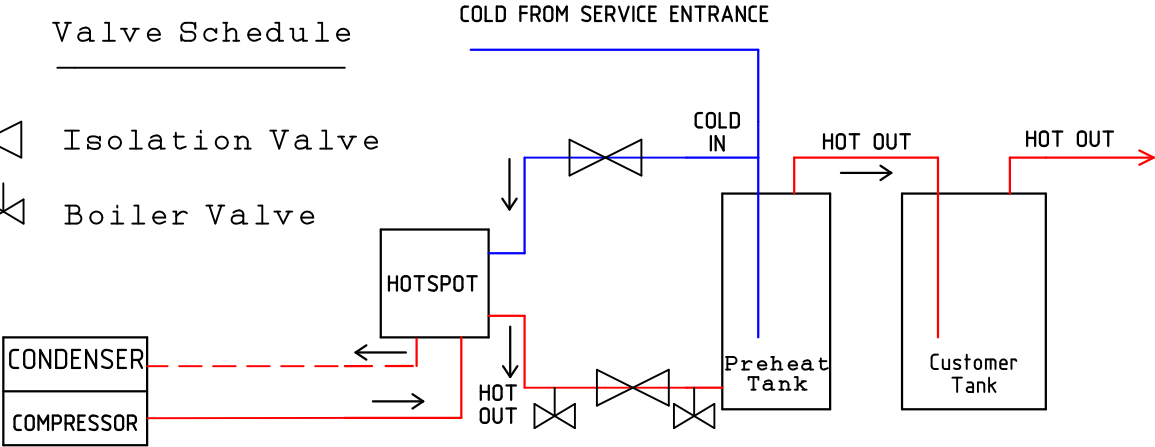 Valve Schedule
COLD FROM SERVICE ENTRANCE
Isolation Valve
Boiler Valve
COLD
IN
HOT OUT
HOT OUT
HOTSPOT
CONDENSER
COMPRESSOR
HOT
OUT
Preheat
Tank
Customer
Tank